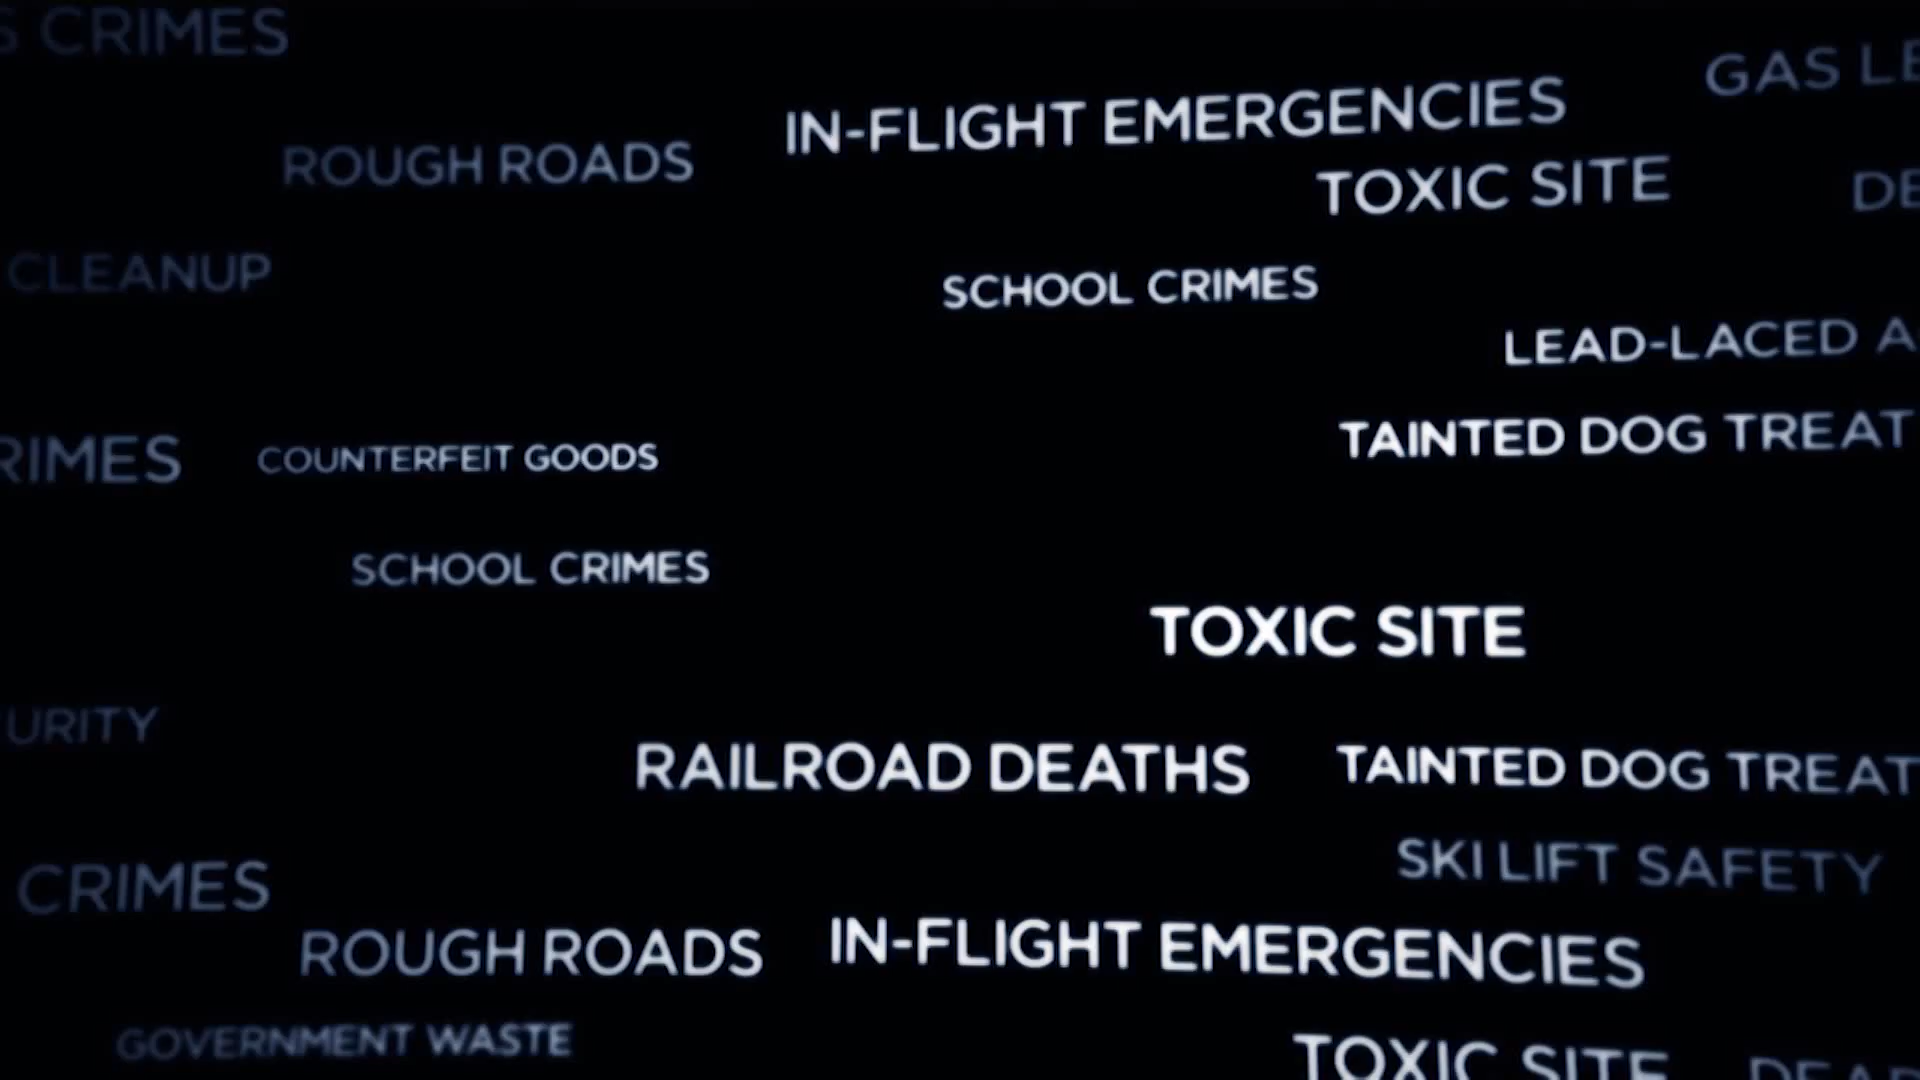 CRIMES
GAS
IN-FLIGHT EMERGENCIES
ROUGH ROADS
TOXIC SITE
CLEANUP
SCHOOL CRIMES
LEAD-LACED
TAINTED DOG TREAT
CRIMES
COUNTERFEIT GOODS
SCHOOL CRIMES
TOXIC SITE
RAILROAD DEATHS
TAINTED DOG TREAT
SKI LIFT SAFETY
CRIMES
ROUGH ROADS
IN-FLIGHT EMERGENCIES
GOVERNMENT WASTE
TOXIC SITE